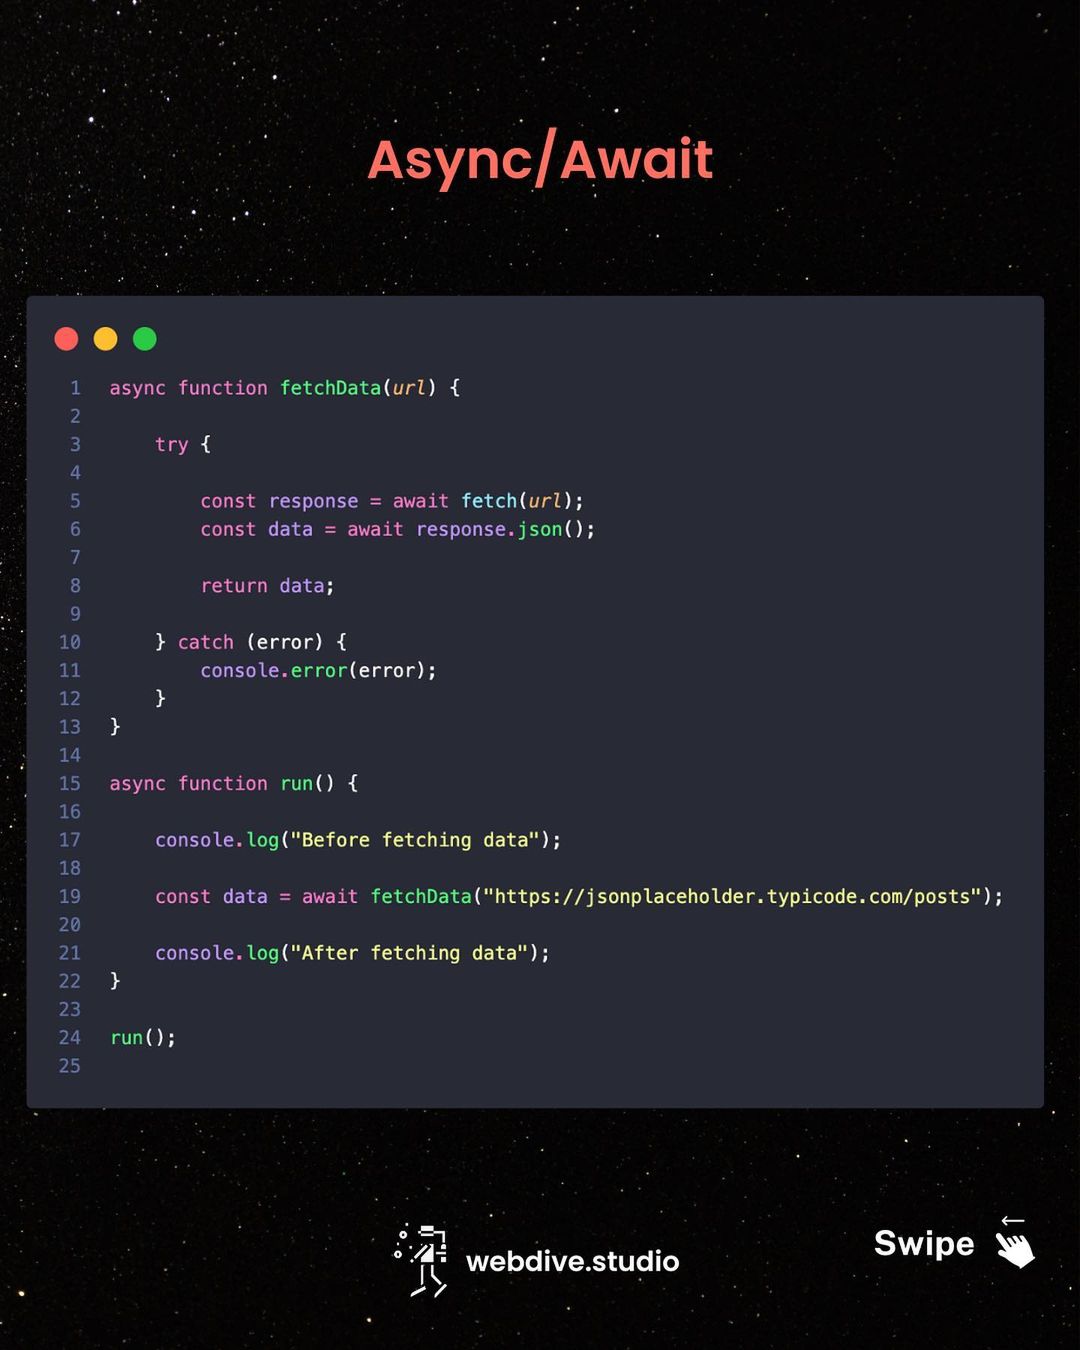 Async/Await
1 async function fetchData(url) {
2
3     try {
4
5         const response = await fetch(url);
6         const data = await response.json();
7
8         return data;
9
10     } catch (error) {
11         console.error(error);
12     }
13 }
14
15 async function run() {
16
17     console.log("Before fetching data");
18
19     const data = await fetchData("https://jsonplaceholder.typicode.com/posts");
20
21     console.log("After fetching data");
22 }
23
24 run();
25
webdive.studio
Swipe